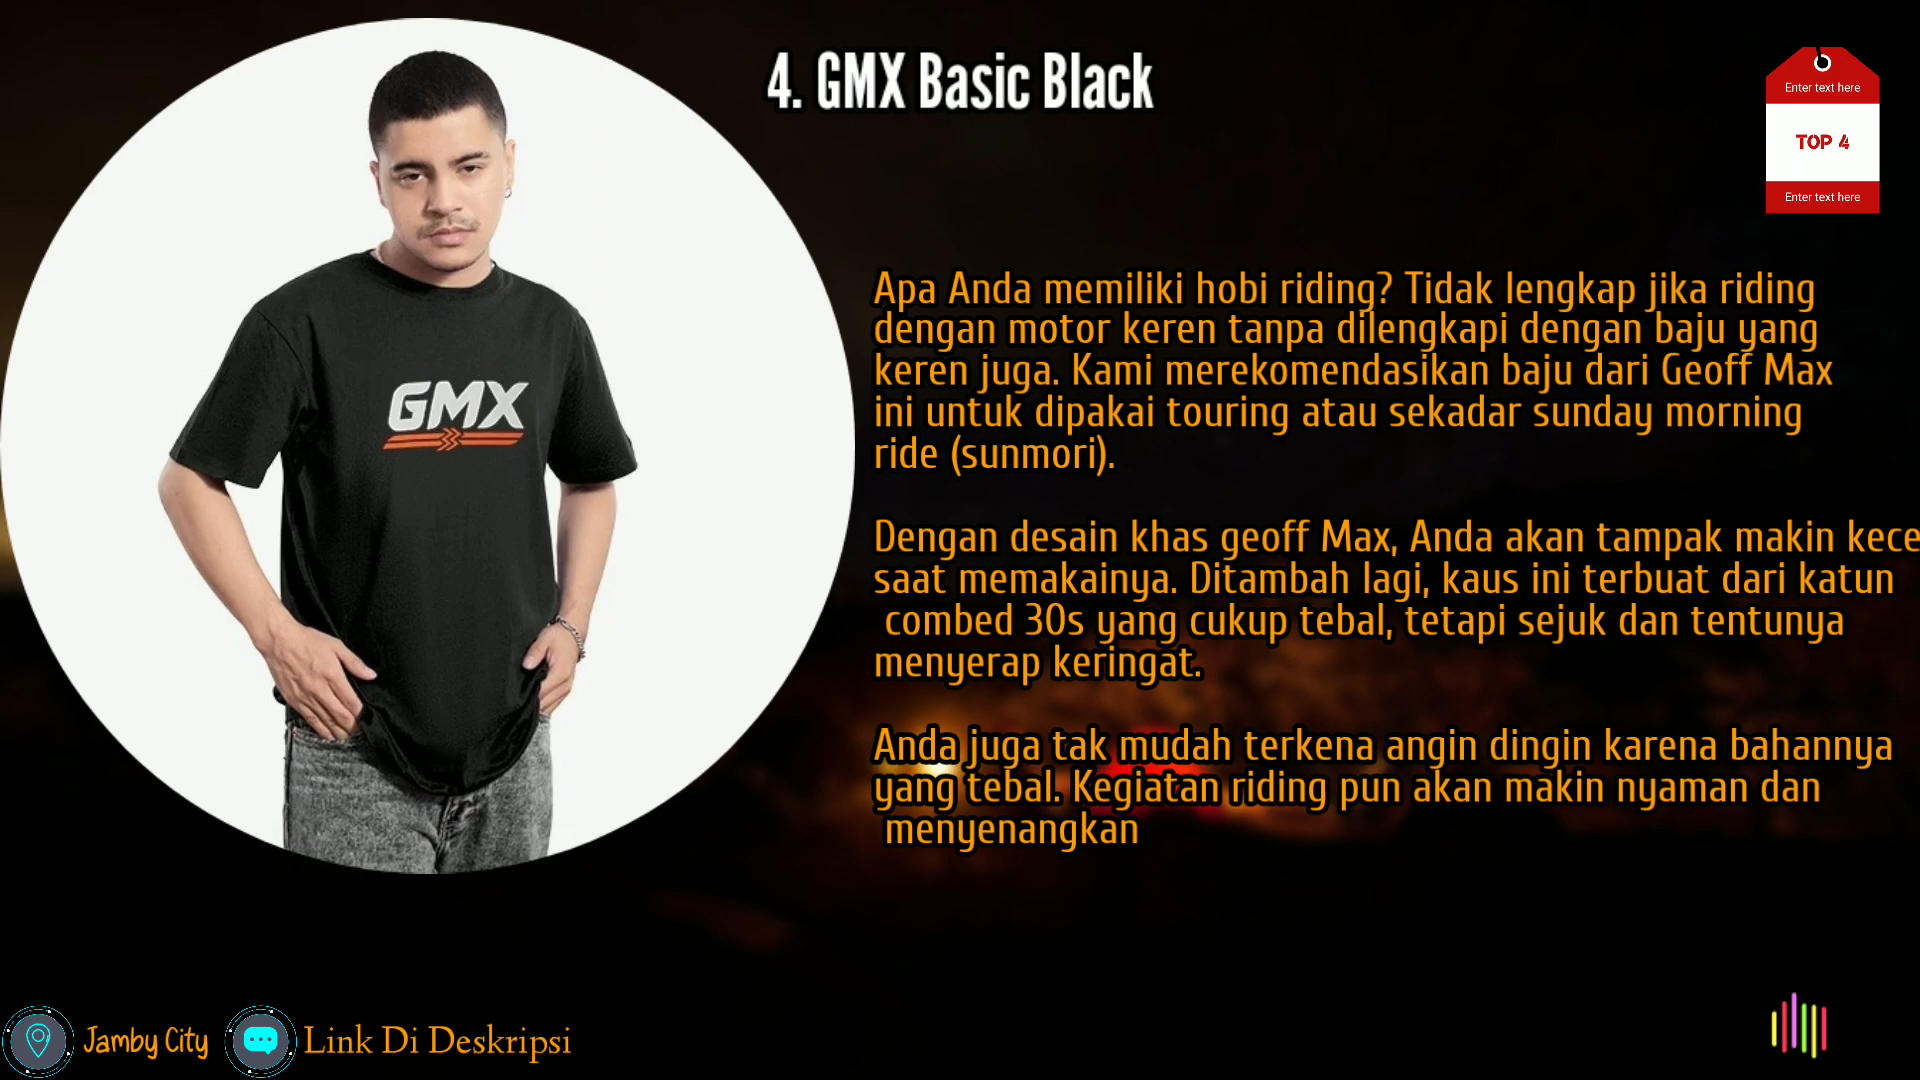 4. GMX Basic Black
Enter text here
TOP 4
Enter text here
GMX
Apa Anda memiliki hobi riding? Tidak lengkap jika riding
dengan motor keren tanpa dilengkapi dengan baju yang
keren juga. Kami merekomendasikan baju dari Geoff Max
ini untuk dipakai touring atau sekadar sunday morning
ride (sunmori).
Dengan desain khas geoff Max, Anda akan tampak makin kece
saat memakainya. Ditambah lagi, kaus ini terbuat dari katun
combed 30s yang cukup tebal, tetapi sejuk dan tentunya
menyerap keringat.
Anda juga tak mudah terkena angin dingin karena bahannya
yang tebal. Kegiatan riding pun akan makin nyaman dan
menyenangkan
Jamby City
Link Di Deskripsi